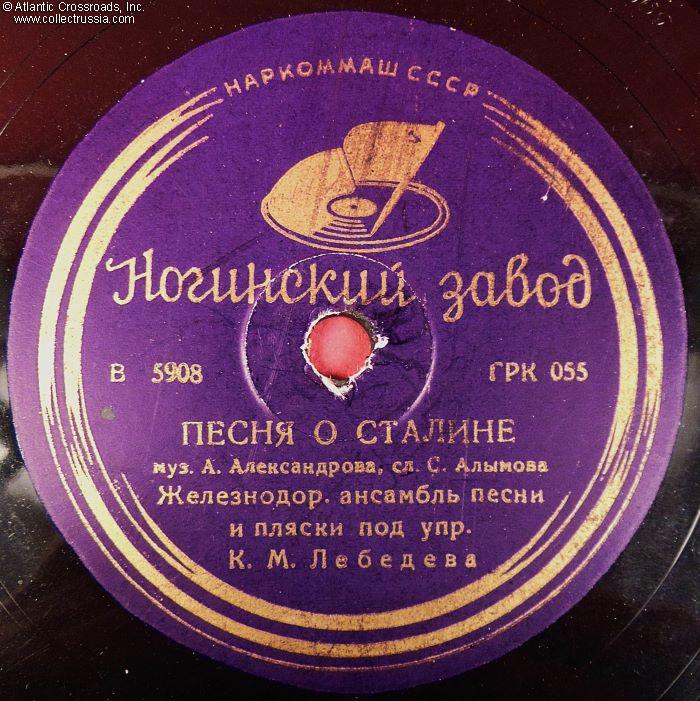 © Atlantic Crossroads, Inc.
www.collectrussia.com
НАРКОММАШ СССР
Ногинский завод
В 5908
ГРК 055
ПЕСНЯ О СТАЛИНЕ
муз. А. Александрова, сл. С. Алымова
Железнодор. ансамбль песни
и пляски под упр.
К. М. Лебедева